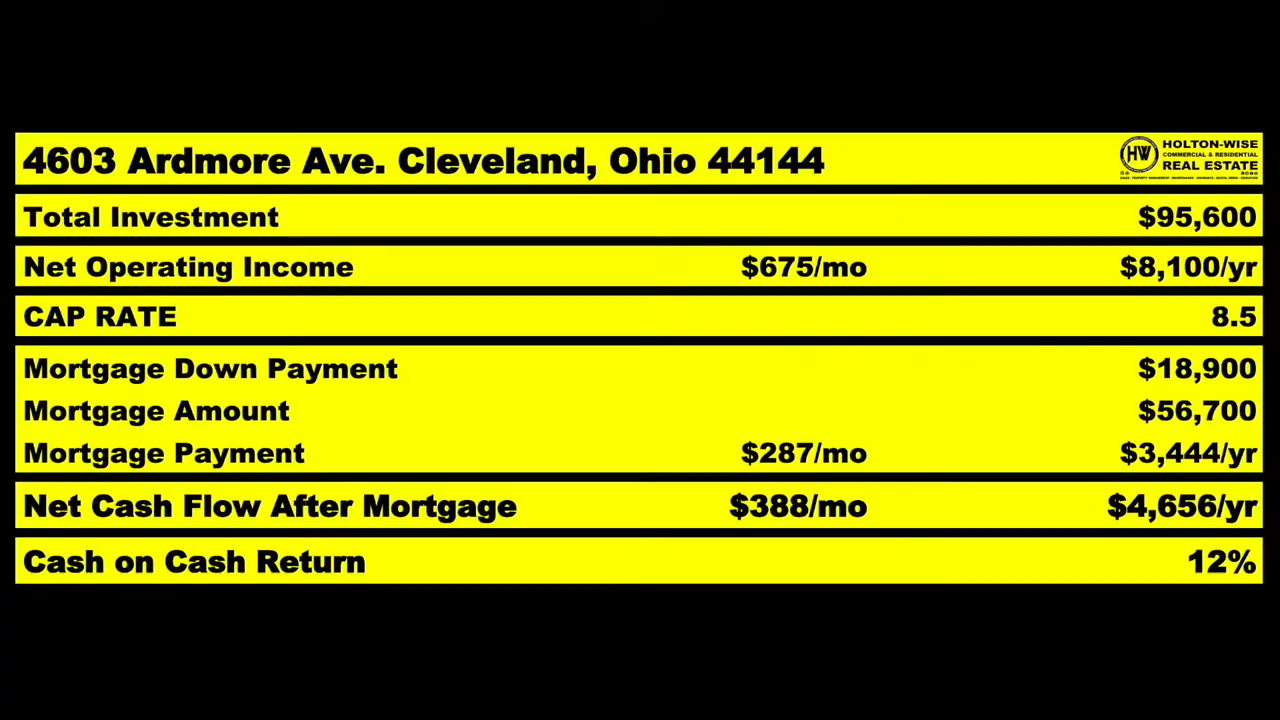 4603 Ardmore Ave. Cleveland, Ohio 44144
HW
HOLTON-WISE
COMMERCIAL & RESIDENTIAL
REAL ESTATE
Total Investment $95,600
Net Operating Income $675/mo $8,100/yr
CAP RATE 8.5
Mortgage Down Payment $18,900
Mortgage Amount $56,700
Mortgage Payment $287/mo $3,444/yr
Net Cash Flow After Mortgage $388/mo $4,656/yr
Cash on Cash Return 12%